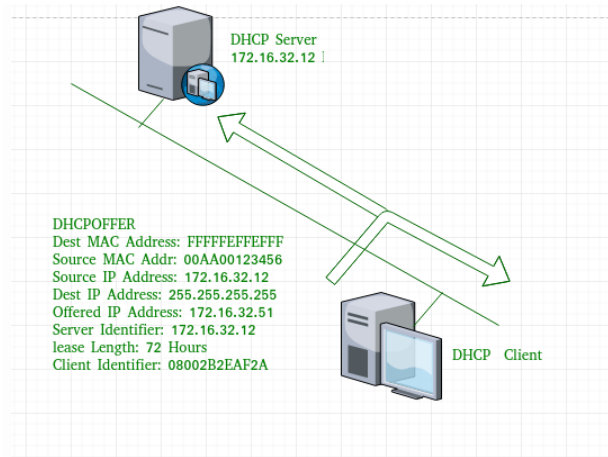 DHCP Server
172.16.32.12
DHCPOFFER
Dest MAC Address: FFFFFEFFEFFF
Source MAC Addr: 00AA00123456
Source IP Address: 172.16.32.12
Dest IP Address: 255.255.255.255
Offered IP Address: 172.16.32.51
Server Identifier: 172.16.32.12
lease Length: 72 Hours
Client Identifier: 08002B2EAF2A
DHCP Client